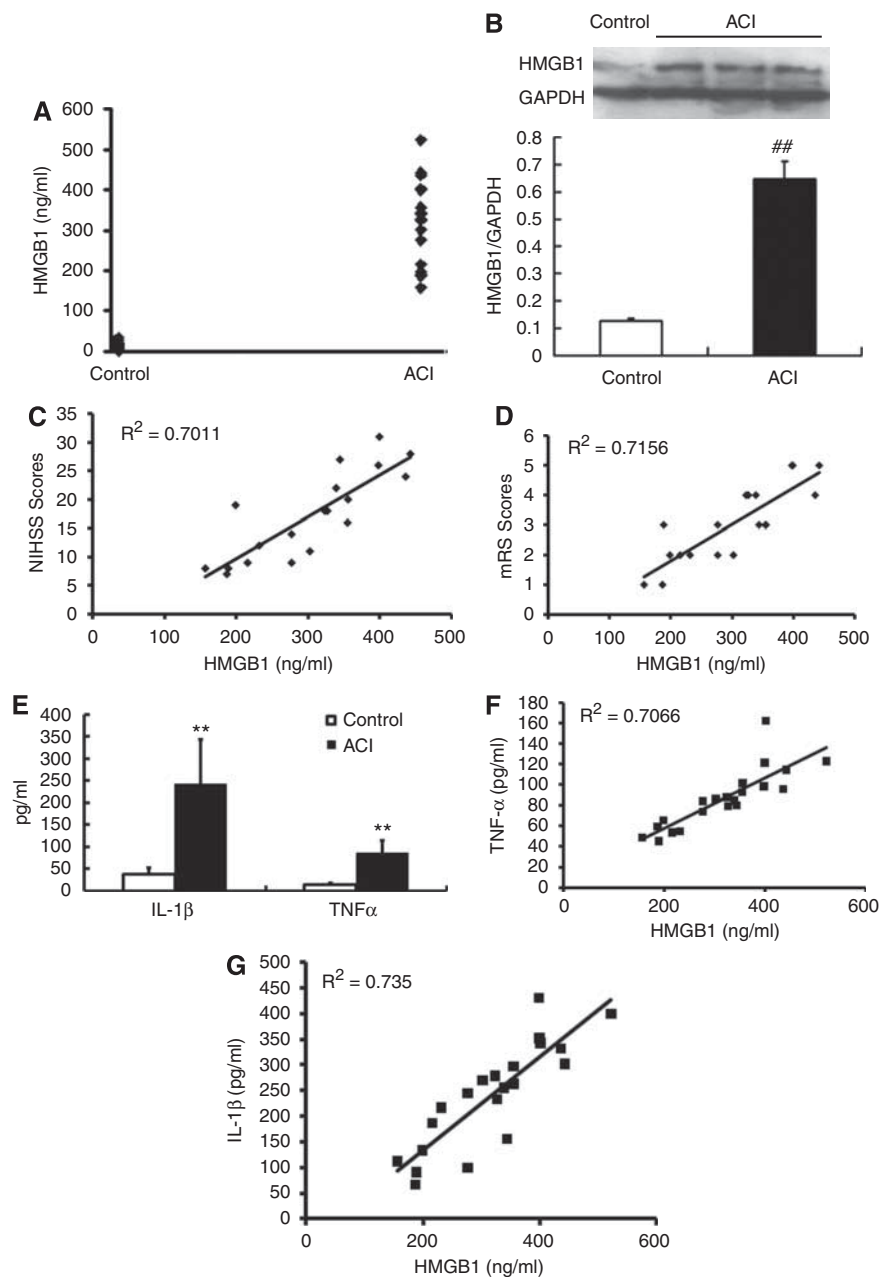 A
HMGB1 (ng/ml)
600
500
400
300
200
100
0
Control
ACI
B
Control ACI
HMGB1
GAPDH
HMGB1/GAPDH
0.8
0.7
0.6
0.5
0.4
0.3
0.2
0.1
0
##
Control
ACI
C
R² = 0.7011
NIHSS Scores
35
30
25
20
15
10
5
0
0 100 200 300 400 500
HMGB1 (ng/ml)
D
R² = 0.7156
mRS Scores
6
5
4
3
2
1
0
0 100 200 300 400 500
HMGB1 (ng/ml)
E
pg/ml
400
350
300
250
200
150
100
50
0
**
**
Control
ACI
IL-1β
TNFα
F
R² = 0.7066
TNF-α (pg/ml)
180
160
140
120
100
80
60
40
20
0
0 200 400 600
HMGB1 (ng/ml)
G
R² = 0.735
IL-1β (pg/ml)
500
450
400
350
300
250
200
150
100
50
0
0 200 400 600
HMGB1 (ng/ml)